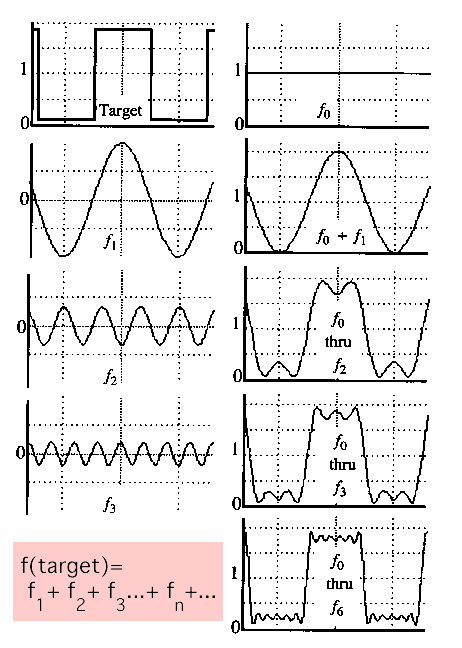 1
0
Target
1
0
f0
0
f1
1
0
f0 + f1
0
f2
1
0
f0
thru
f2
0
f3
1
0
f0
thru
f3
1
0
f0
thru
f6
f(target)=
f1+ f2+ f3...+ fn+...